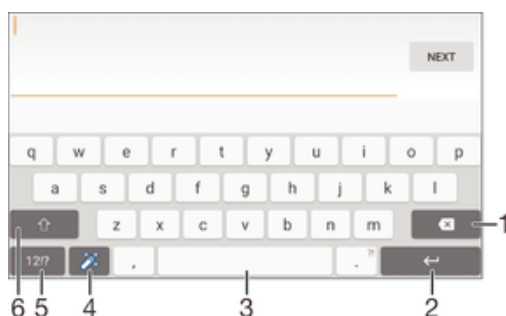 NEXT
q w e r t y u i o p
a s d f g h j k l
z x c v b n m 1
12!? , . ?!
6 5 4 3 2